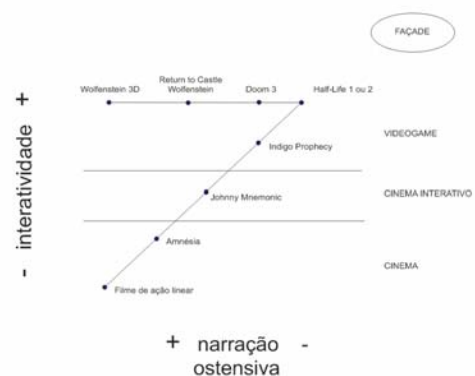 FAÇADE
Return to Castle
Wolfenstein 3D Wolfenstein Doom 3 Half-Life 1 ou 2
VIDEOGAME
Indigo Prophecy
CINEMA INTERATIVO
Johnny Mnemonic
Amnésia
CINEMA
Filme de ação linear
- interatividade +
+ narração -
ostensiva